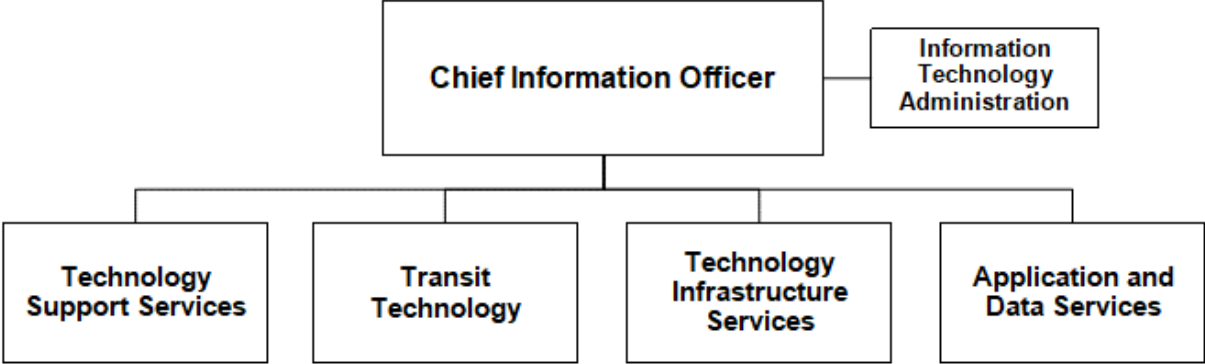 Chief Information Officer
Information
Technology
Administration
Technology
Support Services
Transit
Technology
Technology
Infrastructure
Services
Application and
Data Services